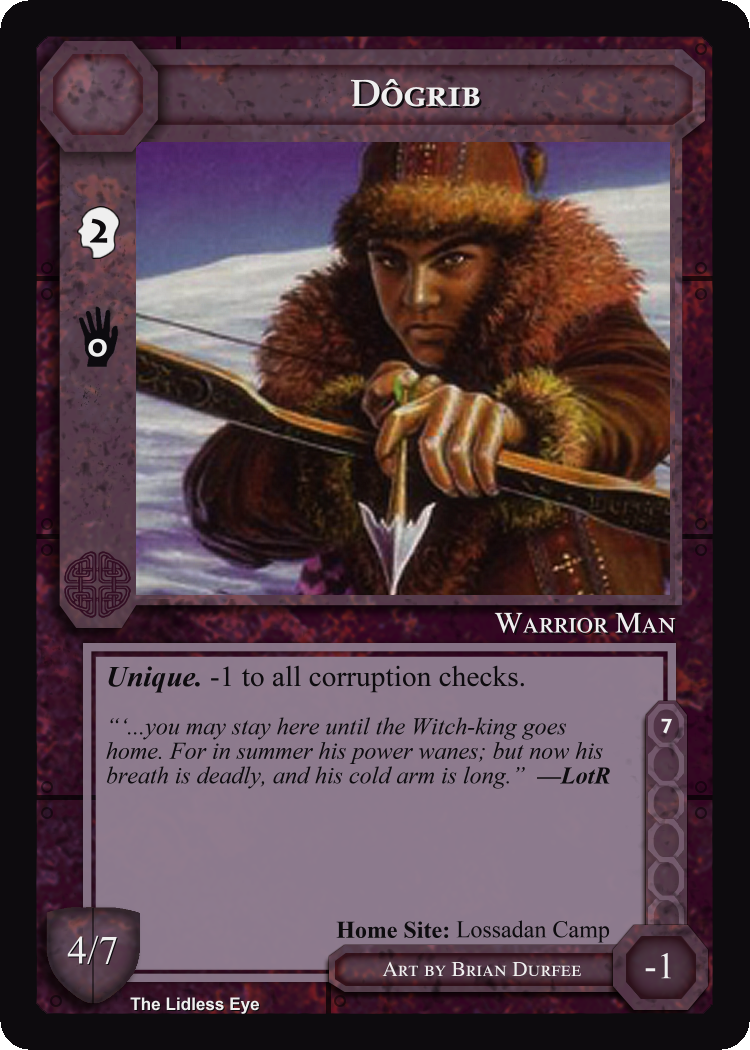 DÔGRIB
2
0
WARRIOR MAN
Unique. -1 to all corruption checks.
“‘...you may stay here until the Witch-king goes
home. For in summer his power wanes; but now his
breath is deadly, and his cold arm is long.” —LotR
7
Home Site: Lossadan Camp
4/7
ART BY BRIAN DURFEE
-1
The Lidless Eye